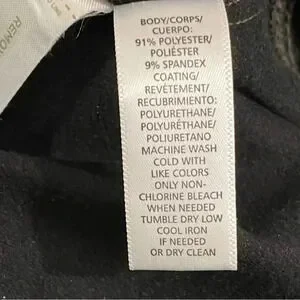 REMOV
BODY/CORPS/
CUERPO:
91% POLYESTER/
POLIÉSTER
9% SPANDEX
COATING/
REVÊTEMENT/
RECUBRIMIENTO:
POLYURETHANE/
POLYURÉTHANE/
POLIURETANO
MACHINE WASH
COLD WITH
LIKE COLORS
ONLY NON-
CHLORINE BLEACH
WHEN NEEDED
TUMBLE DRY LOW
COOL IRON
IF NEEDED
OR DRY CLEAN